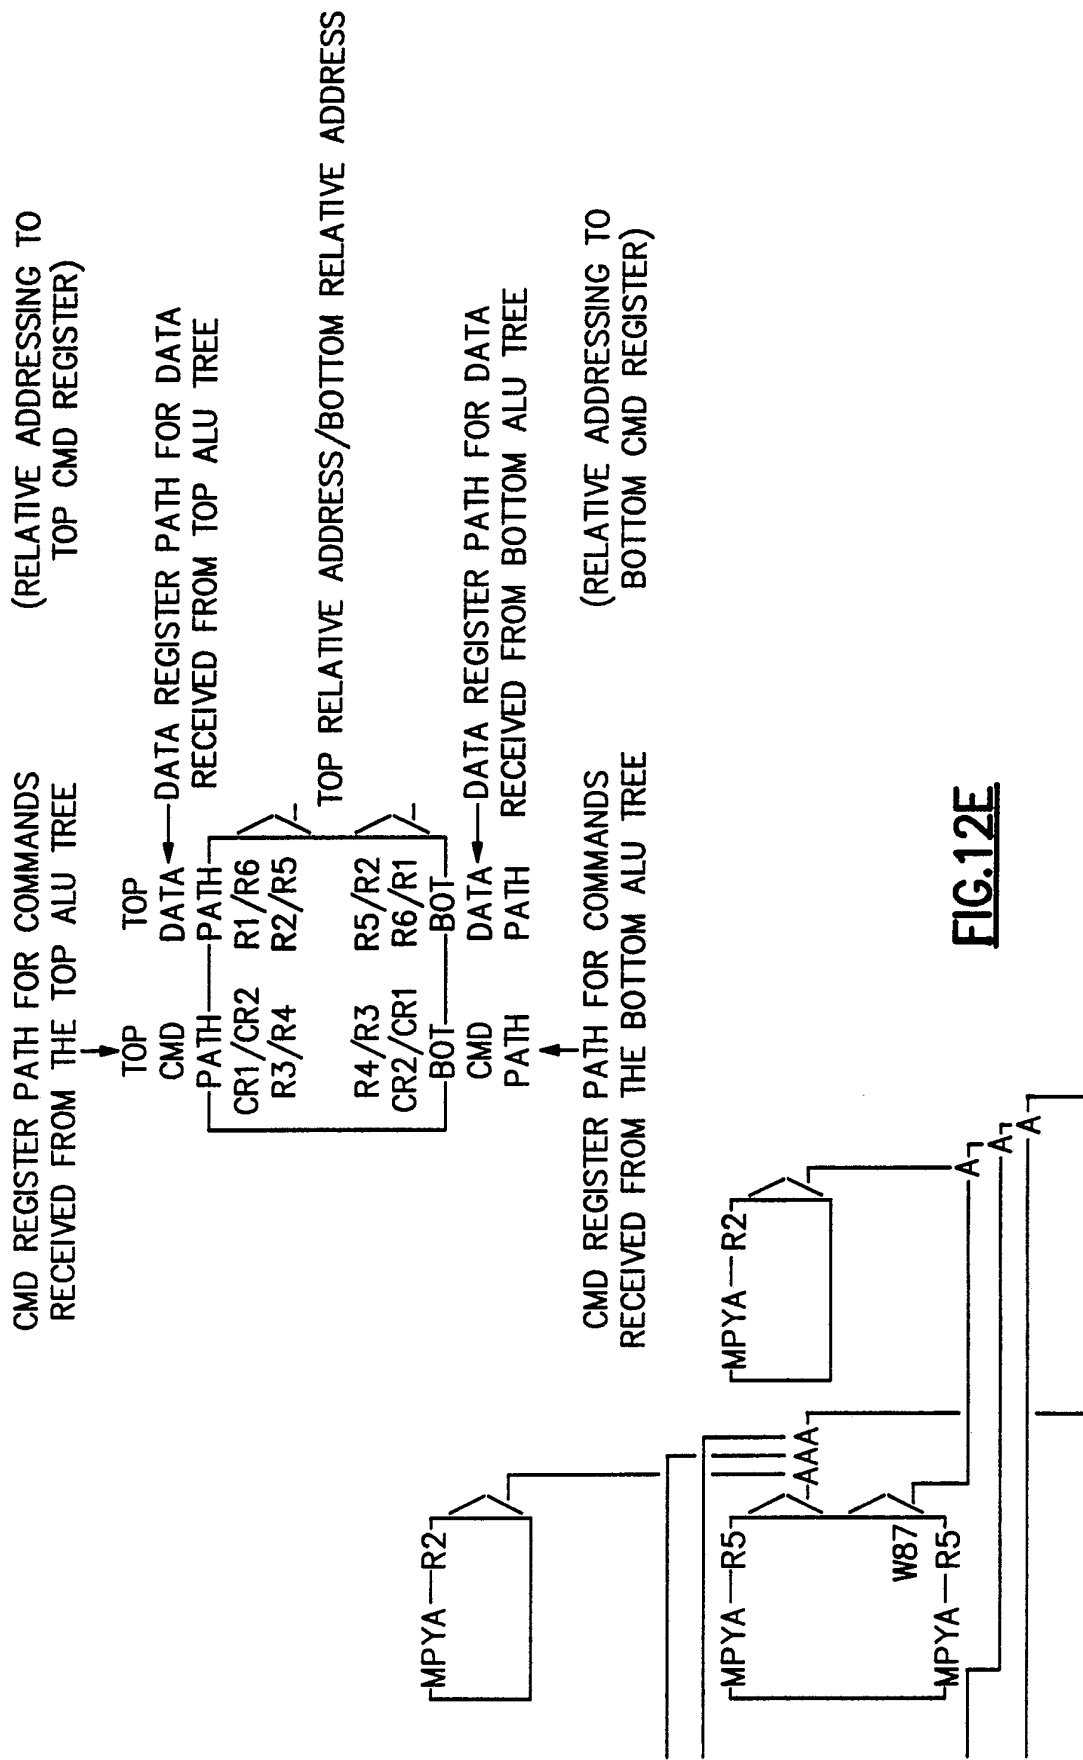 CMD REGISTER PATH FOR COMMANDS
RECEIVED FROM THE TOP ALU TREE
(RELATIVE ADDRESSING TO
TOP CMD REGISTER)
TOP
CMD
PATH
TOP
DATA
PATH
DATA REGISTER PATH FOR DATA
RECEIVED FROM TOP ALU TREE
CR1/CR2
R1/R6
R3/R4
R2/R5
TOP RELATIVE ADDRESS/BOTTOM RELATIVE ADDRESS
R4/R3
R5/R2
CR2/CR1
R6/R1
BOT
CMD
PATH
BOT
DATA
PATH
DATA REGISTER PATH FOR DATA
RECEIVED FROM BOTTOM ALU TREE
CMD REGISTER PATH FOR COMMANDS
RECEIVED FROM THE BOTTOM ALU TREE
(RELATIVE ADDRESSING TO
BOTTOM CMD REGISTER)
MPYA R2
MPYA R5
MPYA R2
AAA
W87
MPYA R5
A
A
A
FIG.12E